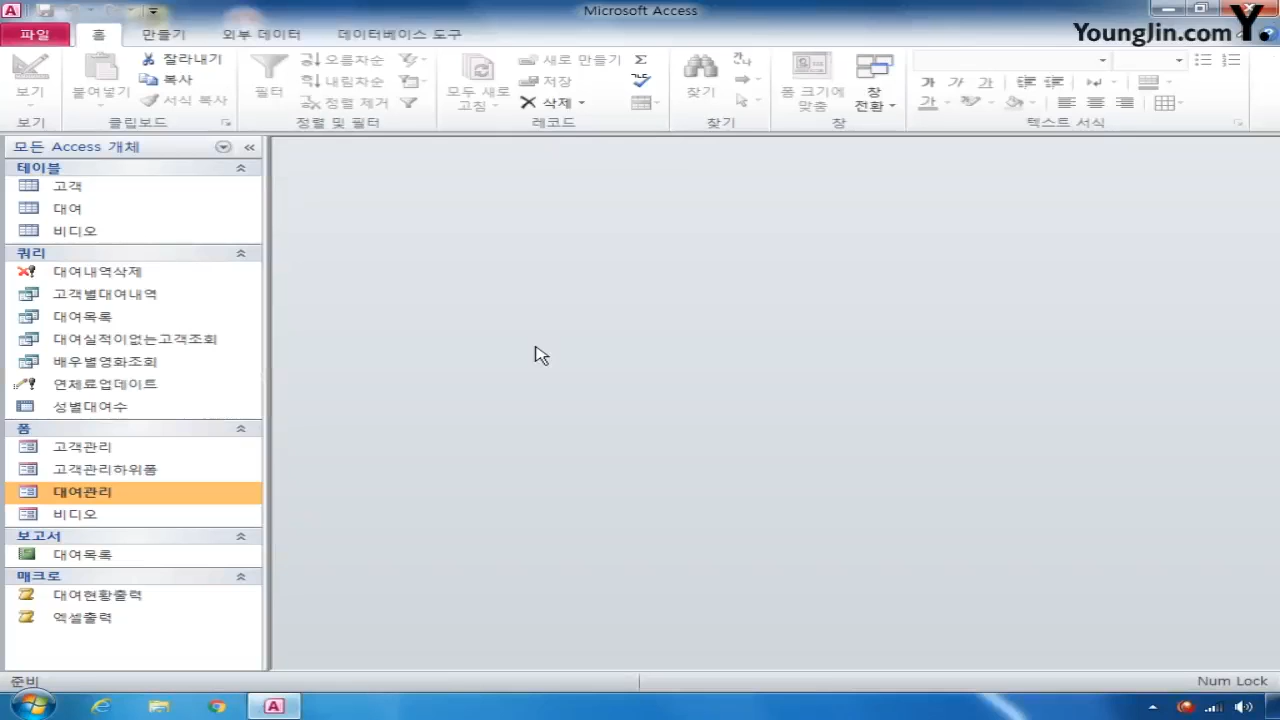 Microsoft Access
YoungJin.com Y.
파일 홈 만들기 외부 데이터 데이터베이스 도구
보기
붙여넣기
잘라내기
복사
서식 복사
필터
오름차순
내림차순
정렬 제거
모두 새로 고침
새로 만들기
저장
삭제
찾기
폼 크기에 맞춤
창 전환
가 가 가
가
보기 클립보드 정렬 및 필터 레코드 찾기 창 텍스트 서식
모든 Access 개체
테이블
고객
대여
비디오
쿼리
대여내역삭제
고객별대여내역
대여목록
대여실적이없는고객조회
배우별영화조회
연체료업데이트
성별대여수
폼
고객관리
고객관리하위폼
대여관리
비디오
보고서
대여목록
매크로
대여현황출력
엑셀출력
준비
Num Lock